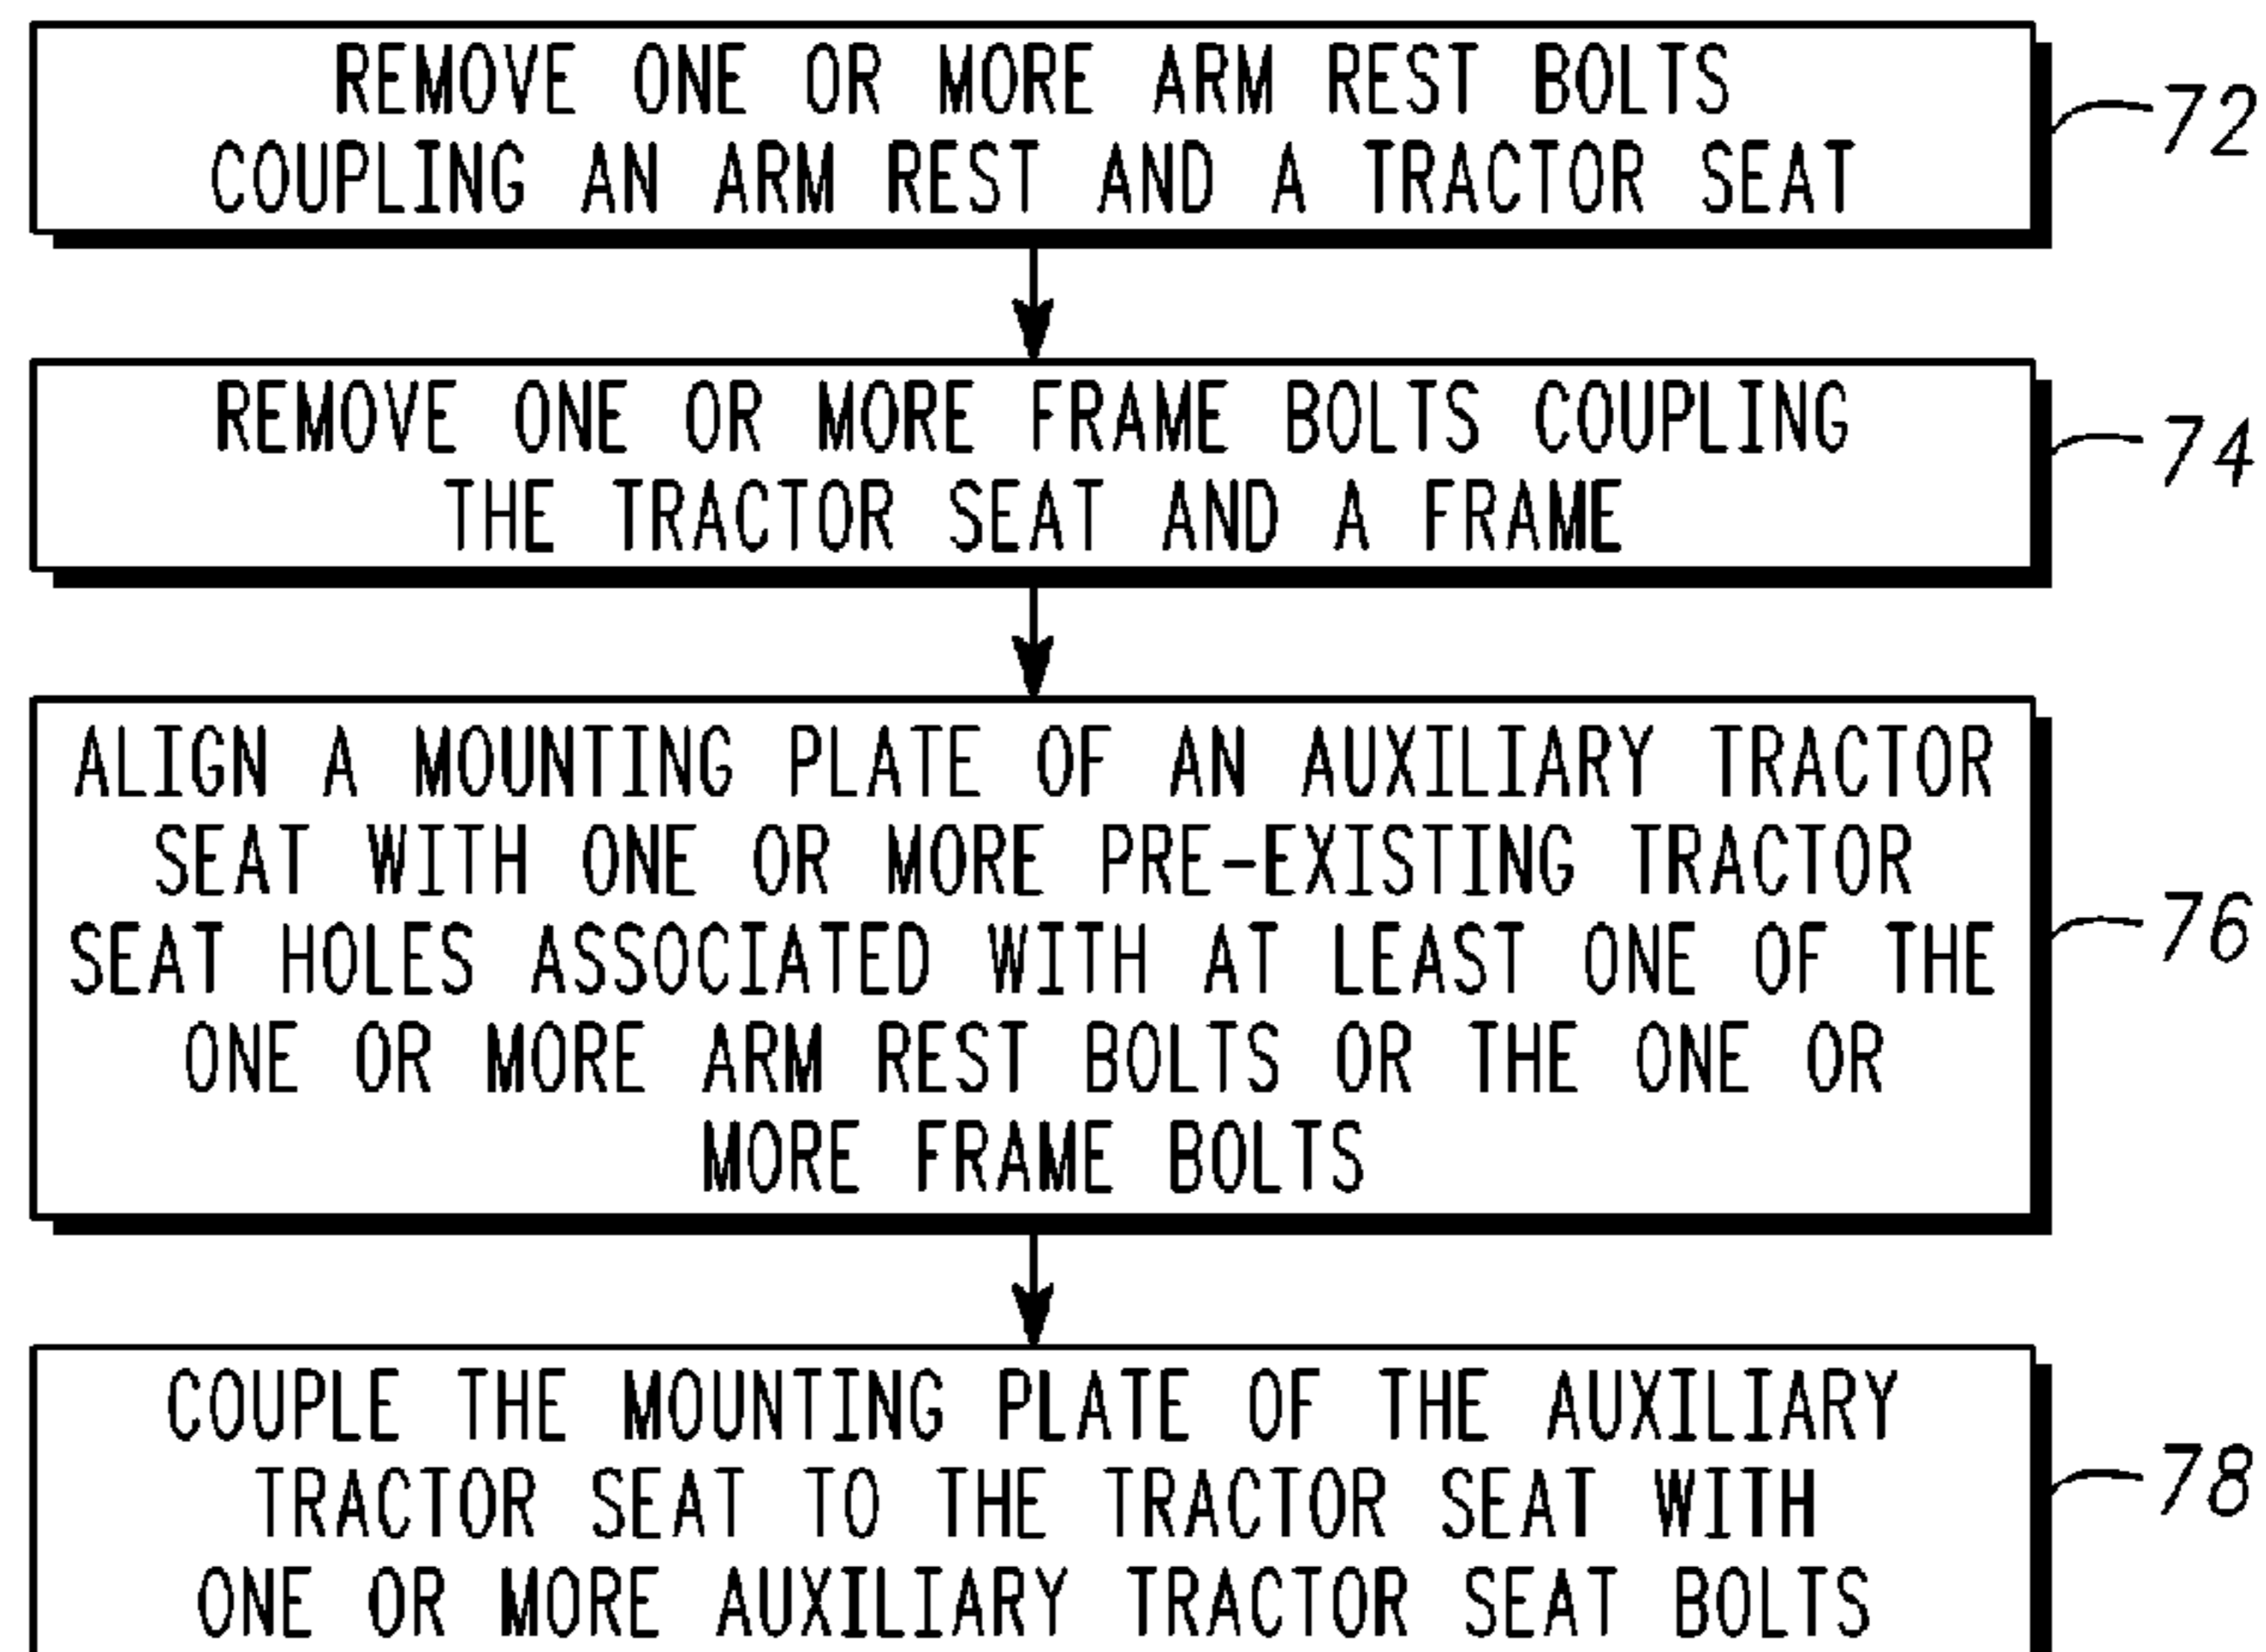 REMOVE ONE OR MORE ARM REST BOLTS
COUPLING AN ARM REST AND A TRACTOR SEAT
72
REMOVE ONE OR MORE FRAME BOLTS COUPLING
THE TRACTOR SEAT AND A FRAME
74
ALIGN A MOUNTING PLATE OF AN AUXILIARY TRACTOR
SEAT WITH ONE OR MORE PRE-EXISTING TRACTOR
SEAT HOLES ASSOCIATED WITH AT LEAST ONE OF THE
ONE OR MORE ARM REST BOLTS OR THE ONE OR
MORE FRAME BOLTS
76
COUPLE THE MOUNTING PLATE OF THE AUXILIARY
TRACTOR SEAT TO THE TRACTOR SEAT WITH
ONE OR MORE AUXILIARY TRACTOR SEAT BOLTS
78